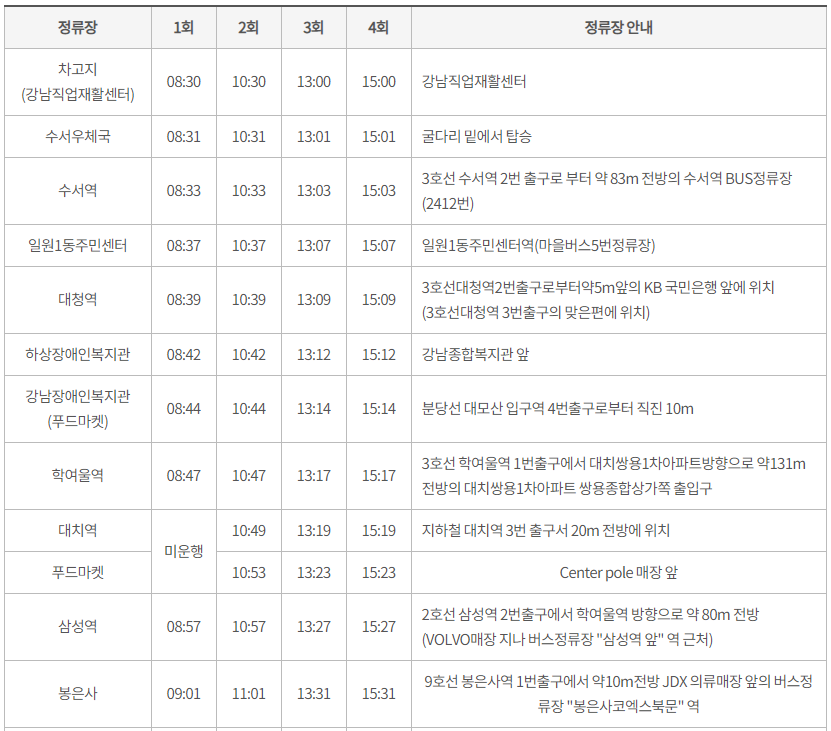 정류장 1회 2회 3회 4회 정류장 안내
차고지
(강남직업재활센터) 08:30 10:30 13:00 15:00 강남직업재활센터
수서우체국 08:31 10:31 13:01 15:01 굴다리 밑에서 탑승
수서역 08:33 10:33 13:03 15:03 3호선 수서역 2번 출구로 부터 약 83m 전방의 수서역 BUS정류장
(2412번)
일원1동주민센터 08:37 10:37 13:07 15:07 일원1동주민센터역(마을버스5번정류장)
대청역 08:39 10:39 13:09 15:09 3호선대청역2번출구로부터약5m앞의 KB 국민은행 앞에 위치
(3호선대청역 3번출구의 맞은편에 위치)
하상장애인복지관 08:42 10:42 13:12 15:12 강남종합복지관 앞
강남장애인복지관
(푸드마켓) 08:44 10:44 13:14 15:14 분당선 대모산 입구역 4번출구로부터 직진 10m
학여울역 08:47 10:47 13:17 15:17 3호선 학여울역 1번출구에서 대치쌍용1차아파트방향으로 약131m
전방의 대치쌍용1차아파트 쌍용종합상가쪽 출입구
대치역 미운행 10:49 13:19 15:19 지하철 대치역 3번 출구서 20m 전방에 위치
푸드마켓 10:53 13:23 15:23 Center pole 매장 앞
삼성역 08:57 10:57 13:27 15:27 2호선 삼성역 2번출구에서 학여울역 방향으로 약 80m 전방
(VOLVO매장 지나 버스정류장 "삼성역 앞" 역 근처)
봉은사 09:01 11:01 13:31 15:31 9호선 봉은사역 1번출구에서 약10m전방 JDX 의류매장 앞의 버스정
류장 "봉은사코엑스북문" 역